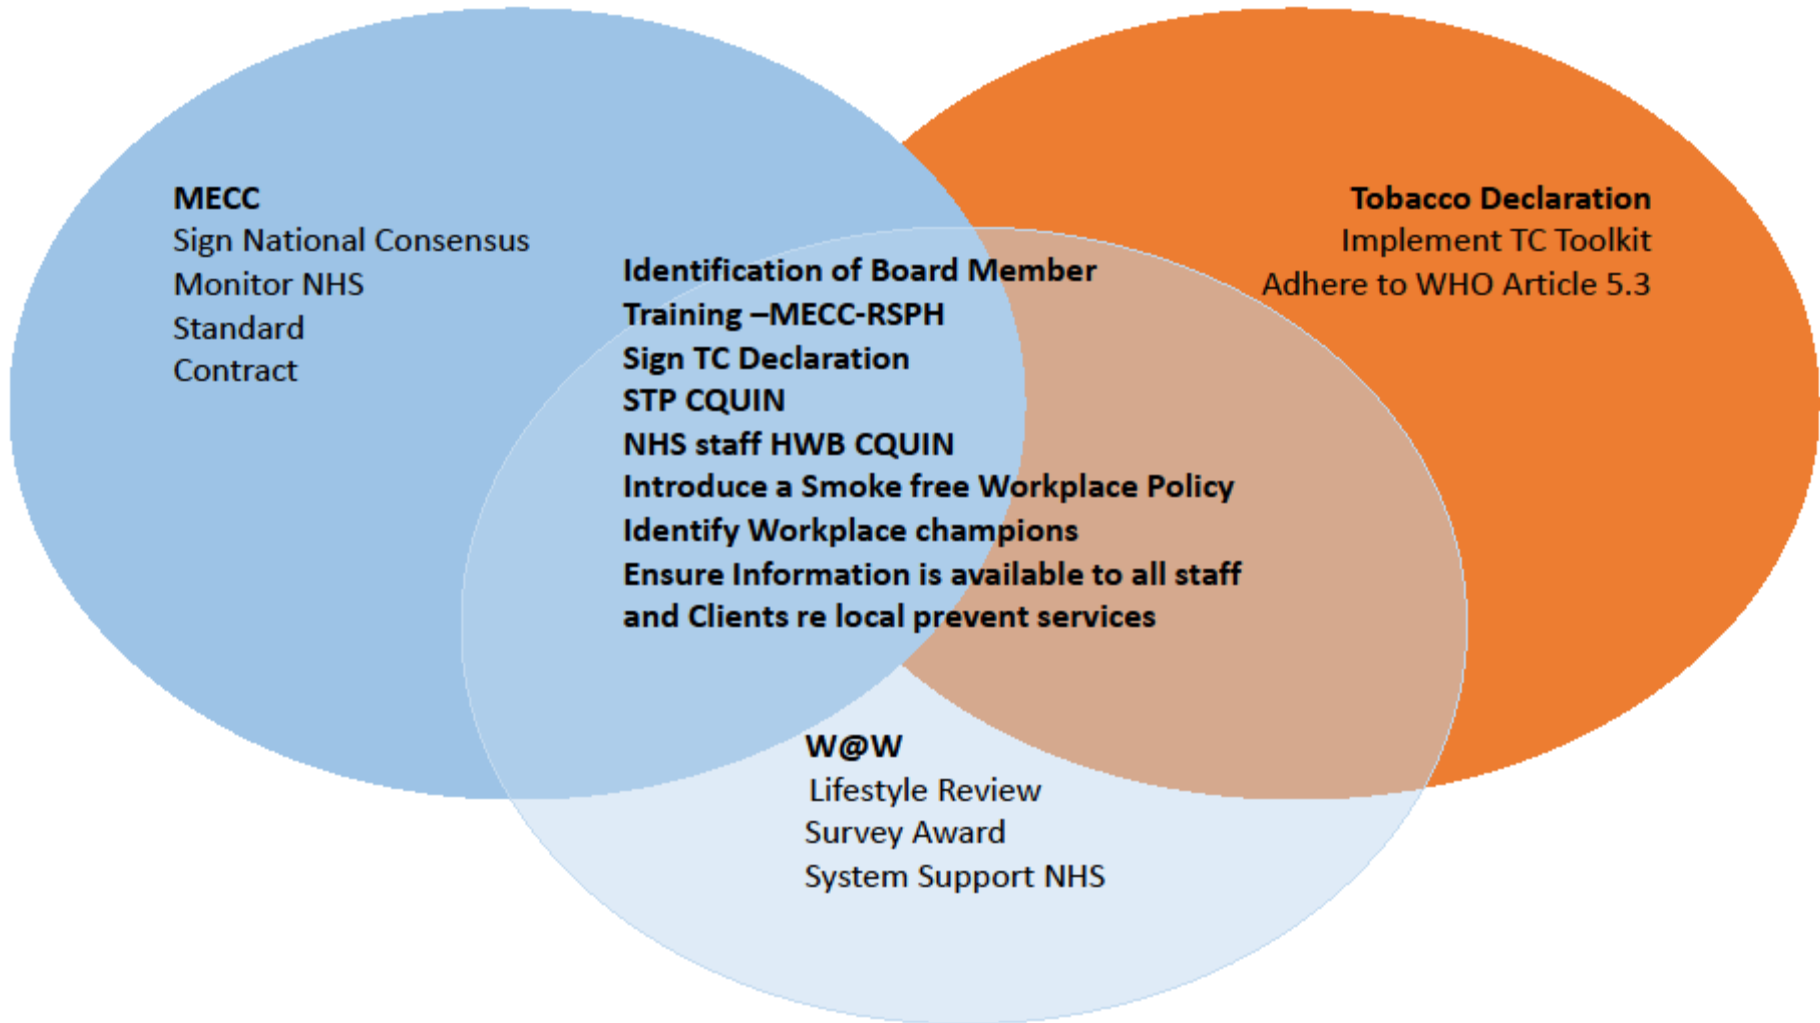 MECC
Sign National Consensus
Monitor NHS
Standard
Contract
Identification of Board Member
Training –MECC-RSPH
Sign TC Declaration
STP CQUIN
NHS staff HWB CQUIN
Introduce a Smoke free Workplace Policy
Identify Workplace champions
Ensure Information is available to all staff
and Clients re local prevent services
Tobacco Declaration
Implement TC Toolkit
Adhere to WHO Article 5.3
W@W
Lifestyle Review
Survey Award
System Support NHS